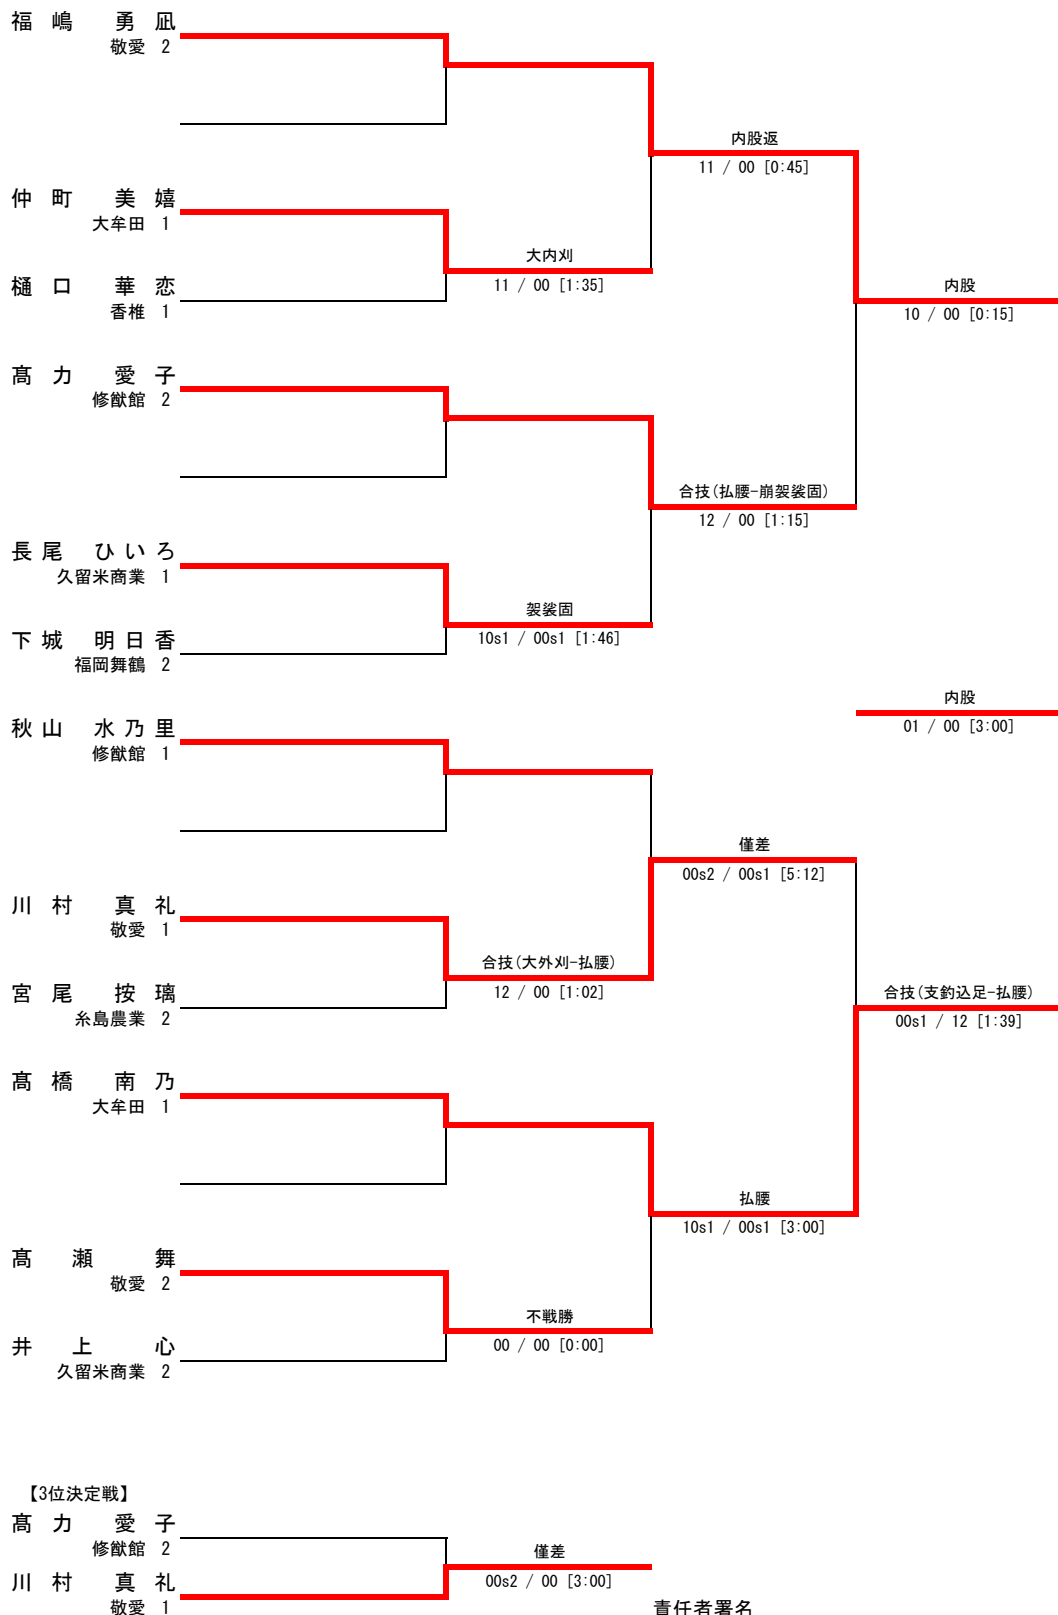 福嶋 勇凪
敬愛 2
内股返
11 / 00 [0:45]
仲町 美嬉
大牟田 1
大内刈
11 / 00 [1:35]
樋口 華恋
香椎 1
内股
10 / 00 [0:15]
髙力 愛子
修猷館 2
合技(払腰-崩袈裟固)
12 / 00 [1:15]
長尾 ひいろ
久留米商業 1
袈裟固
10s1 / 00s1 [1:46]
下城 明日香
福岡舞鶴 2
内股
01 / 00 [3:00]
秋山 水乃里
修猷館 1
僅差
00s2 / 00s1 [5:12]
川村 真礼
敬愛 1
合技(大外刈-払腰)
12 / 00 [1:02]
宮尾 按璃
糸島農業 2
合技(支釣込足-払腰)
00s1 / 12 [1:39]
髙橋 南乃
大牟田 1
払腰
10s1 / 00s1 [3:00]
髙瀬 舞
敬愛 2
不戦勝
00 / 00 [0:00]
井上 心
久留米商業 2
【3位決定戦】
髙力 愛子
修猷館 2
僅差
00s2 / 00 [3:00]
川村 真礼
敬愛 1
責任者署名